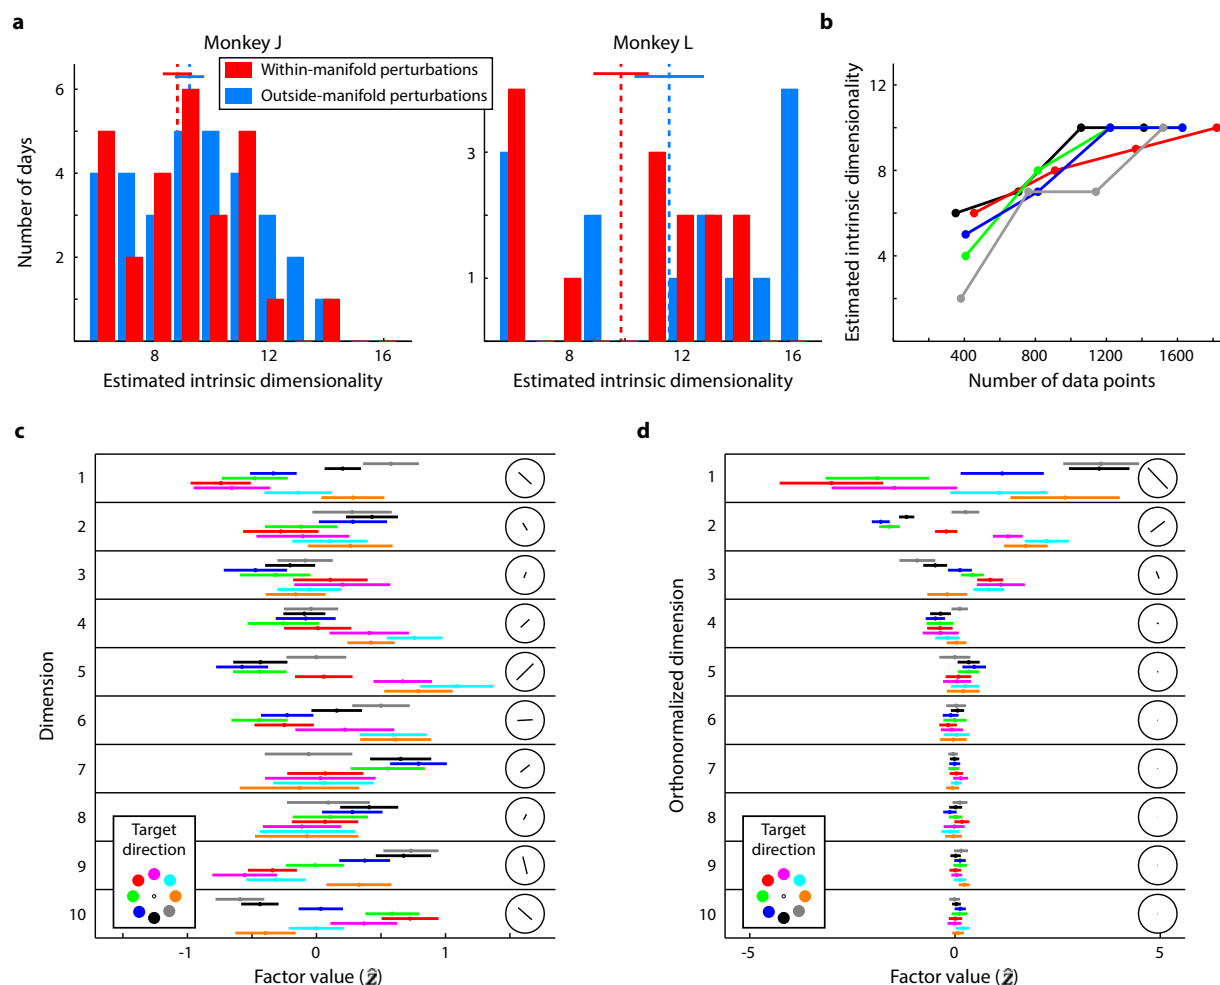 a
Monkey J
Monkey L
Within-manifold perturbations
Outside-manifold perturbations
Number of days
6
4
2
8
12
16
Estimated intrinsic dimensionality
3
1
8
12
16
Estimated intrinsic dimensionality
b
Estimated intrinsic dimensionality
12
8
4
400
800
1200
1600
Number of data points
c
Dimension
1
2
3
4
5
6
7
8
9
10
Target
direction
-1
0
1
Factor value (ẑ)
d
Orthonormalized dimension
1
2
3
4
5
6
7
8
9
10
Target
direction
-5
0
5
Factor value (ẑ)